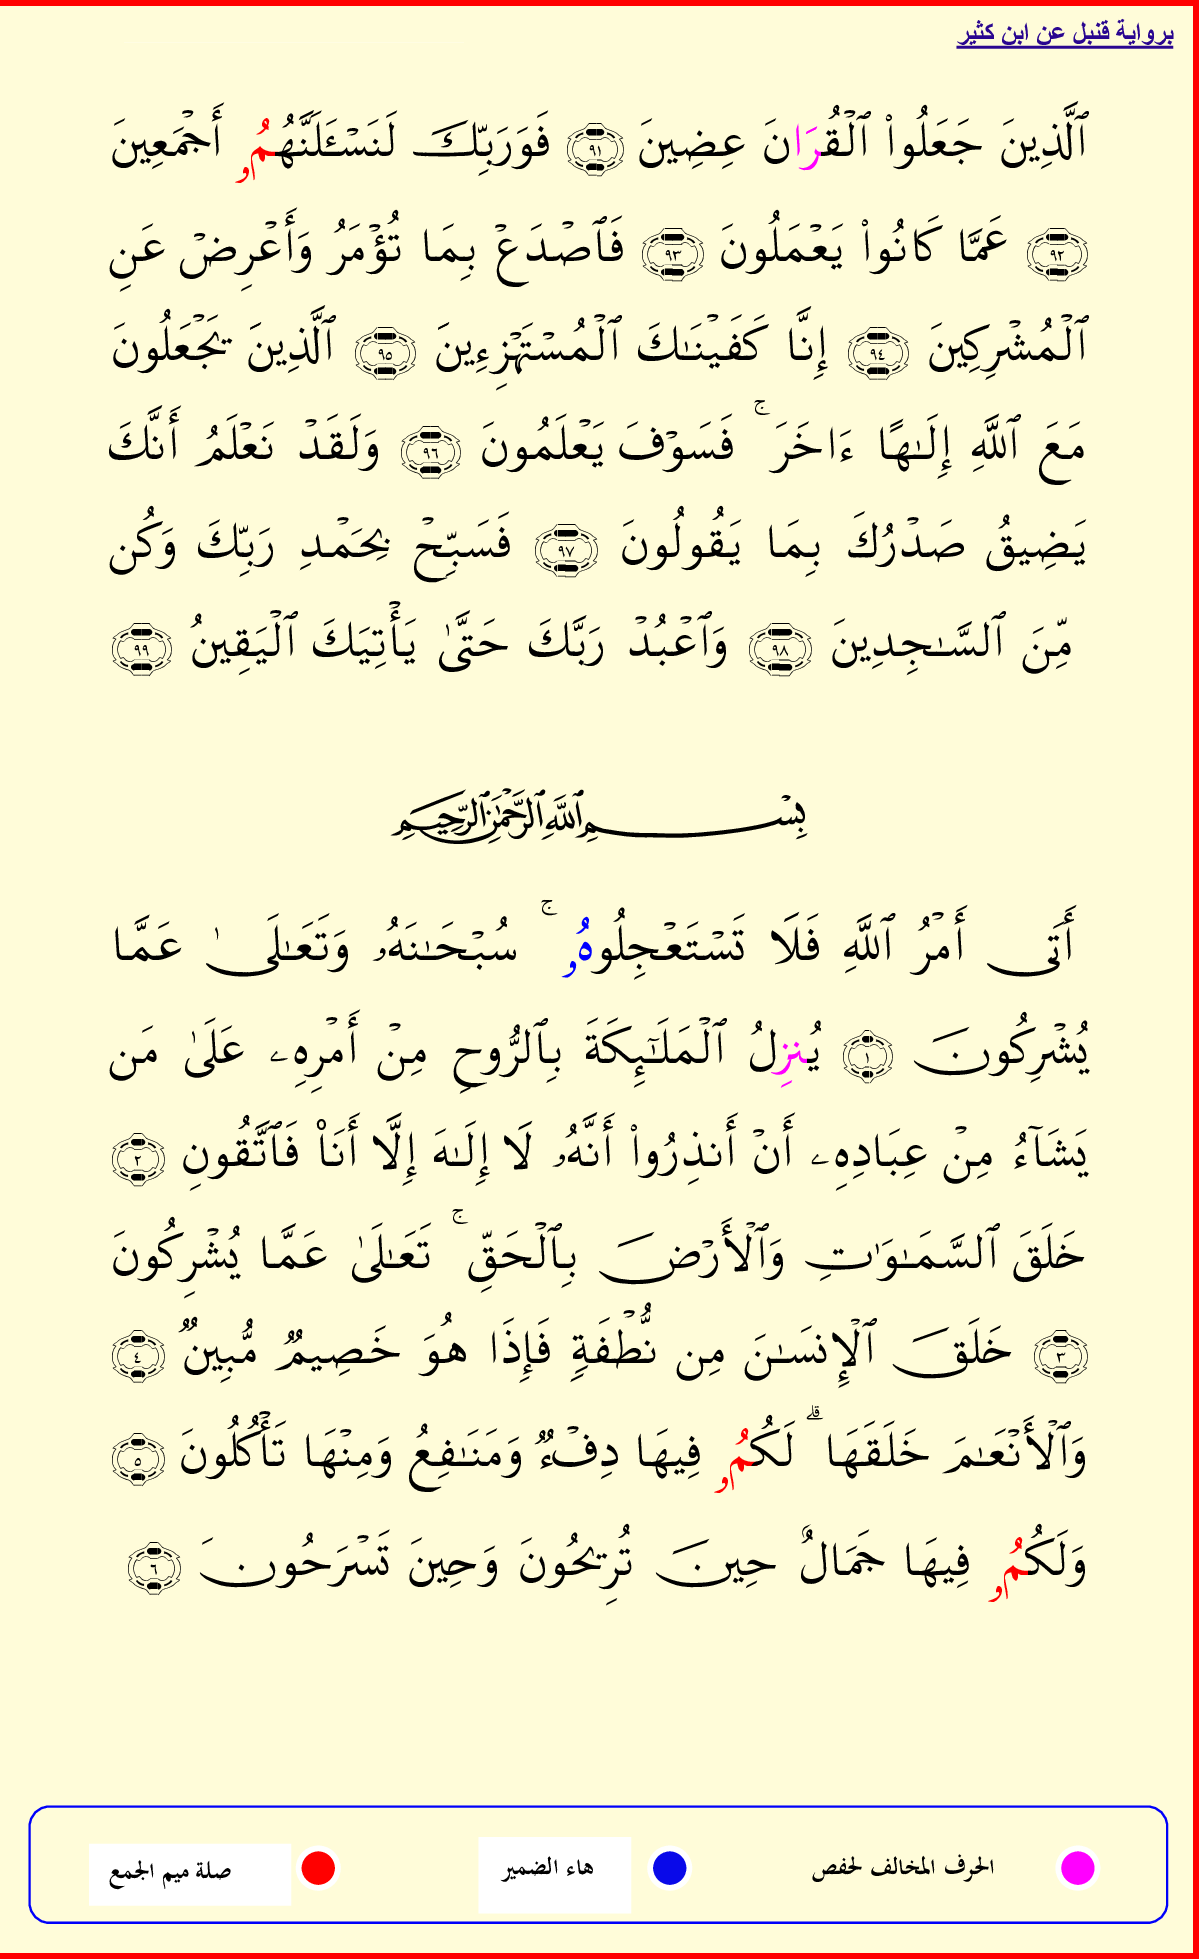 برواية قنبل عن ابن كثير
ٱلَّذِينَ جَعَلُوا۟ ٱلْقُرَانَ عِضِينَ ٩١ فَوَرَبِّكَ لَنَسْـَٔلَنَّهُمُۥ أَجْمَعِينَ
٩٢ عَمَّا كَانُوا۟ يَعْمَلُونَ ٩٣ فَٱصْدَعْ بِمَا تُؤْمَرُ وَأَعْرِضْ عَنِ
ٱلْمُشْرِكِينَ ٩٤ إِنَّا كَفَيْنَـٰكَ ٱلْمُسْتَهْزِءِينَ ٩٥ ٱلَّذِينَ يَجْعَلُونَ
مَعَ ٱللَّهِ إِلَـٰهًا ءَاخَرَ ۚ فَسَوْفَ يَعْلَمُونَ ٩٦ وَلَقَدْ نَعْلَمُ أَنَّكَ
يَضِيقُ صَدْرُكَ بِمَا يَقُولُونَ ٩٧ فَسَبِّحْ بِحَمْدِ رَبِّكَ وَكُن
مِّنَ ٱلسَّـٰجِدِينَ ٩٨ وَٱعْبُدْ رَبَّكَ حَتَّىٰ يَأْتِيَكَ ٱلْيَقِينُ ٩٩
بِسْمِ ٱللَّهِ ٱلرَّحْمَـٰنِ ٱلرَّحِيمِ
أَتَى أَمْرُ ٱللَّهِ فَلَا تَسْتَعْجِلُوهُۥ ۚ سُبْحَـٰنَهُۥ وَتَعَـٰلَىٰ عَمَّا
يُشْرِكُونَ ١ يُنزِلُ ٱلْمَلَـٰٓئِكَةَ بِٱلرُّوحِ مِنْ أَمْرِهِۦ عَلَىٰ مَن
يَشَآءُ مِنْ عِبَادِهِۦ أَنْ أَنذِرُوا۟ أَنَّهُۥ لَا إِلَـٰهَ إِلَّا أَنَا۠ فَٱتَّقُونِ ٢
خَلَقَ ٱلسَّمَـٰوَٰتِ وَٱلْأَرْضَ بِٱلْحَقِّ ۚ تَعَـٰلَىٰ عَمَّا يُشْرِكُونَ
٣ خَلَقَ ٱلْإِنسَـٰنَ مِن نُّطْفَةٍ فَإِذَا هُوَ خَصِيمٌ مُّبِينٌ ٤
وَٱلْأَنْعَـٰمَ خَلَقَهَا ۗ لَكُمُۥ فِيهَا دِفْءٌ وَمَنَـٰفِعُ وَمِنْهَا تَأْكُلُونَ ٥
وَلَكُمُۥ فِيهَا جَمَالٌ حِينَ تُرِيحُونَ وَحِينَ تَسْرَحُونَ ٦
الحرف المخالف لحفص هاء الضمير صلة ميم الجمع